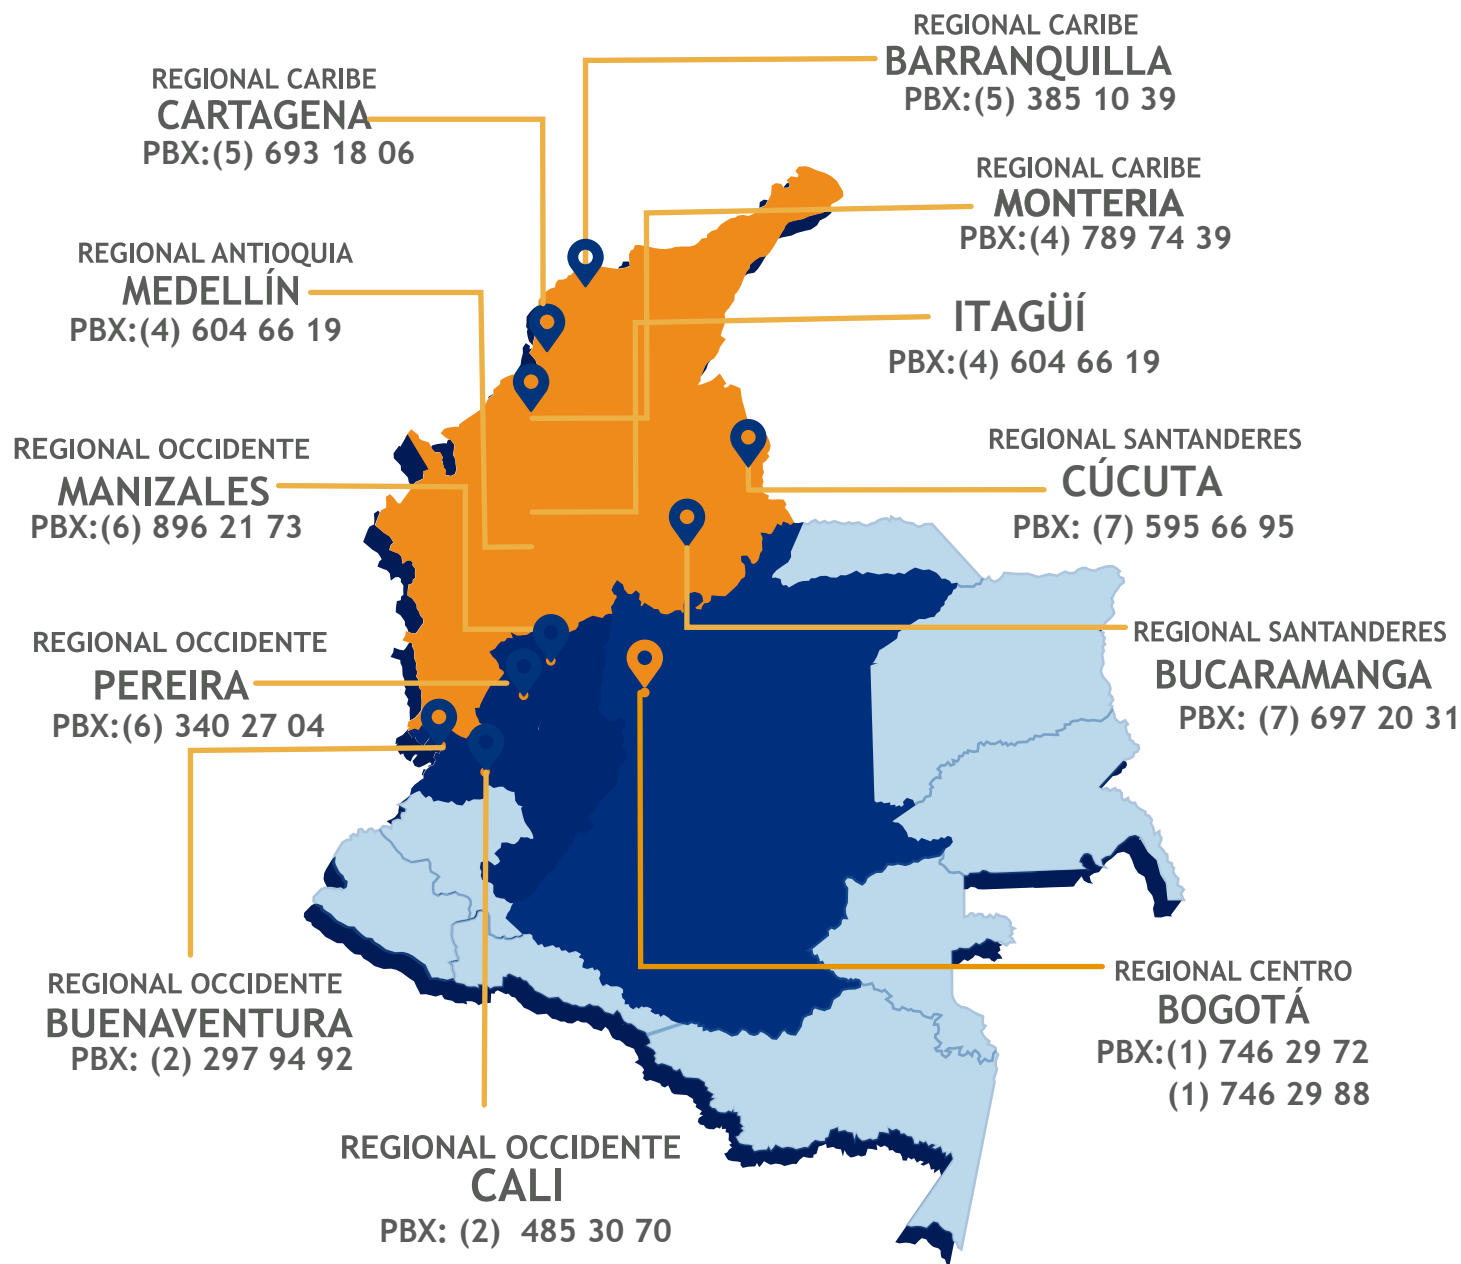 REGIONAL CARIBE
BARRANQUILLA
PBX:(5) 385 10 39
REGIONAL CARIBE
CARTAGENA
PBX:(5) 693 18 06
REGIONAL CARIBE
MONTERIA
PBX:(4) 789 74 39
REGIONAL ANTIOQUIA
MEDELLÍN
PBX:(4) 604 66 19
ITAGÜÍ
PBX:(4) 604 66 19
REGIONAL OCCIDENTE
MANIZALES
PBX:(6) 896 21 73
REGIONAL SANTANDERES
CÚCUTA
PBX: (7) 595 66 95
REGIONAL OCCIDENTE
PEREIRA
PBX:(6) 340 27 04
REGIONAL SANTANDERES
BUCARAMANGA
PBX: (7) 697 20 31
REGIONAL OCCIDENTE
BUENAVENTURA
PBX: (2) 297 94 92
REGIONAL CENTRO
BOGOTÁ
PBX:(1) 746 29 72
(1) 746 29 88
REGIONAL OCCIDENTE
CALI
PBX: (2) 485 30 70